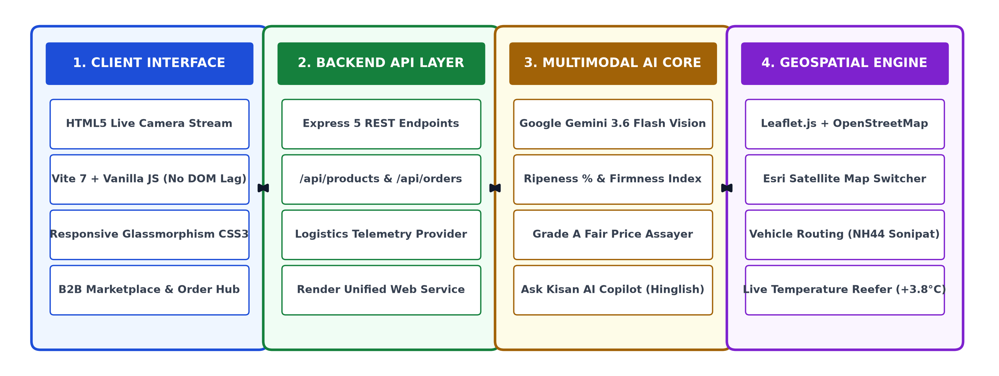 1. CLIENT INTERFACE
HTML5 Live Camera Stream
Vite 7 + Vanilla JS (No DOM Lag)
Responsive Glassmorphism CSS3
B2B Marketplace & Order Hub
2. BACKEND API LAYER
Express 5 REST Endpoints
/api/products & /api/orders
Logistics Telemetry Provider
Render Unified Web Service
3. MULTIMODAL AI CORE
Google Gemini 3.6 Flash Vision
Ripeness % & Firmness Index
Grade A Fair Price Assayer
Ask Kisan AI Copilot (Hinglish)
4. GEOSPATIAL ENGINE
Leaflet.js + OpenStreetMap
Esri Satellite Map Switcher
Vehicle Routing (NH44 Sonipat)
Live Temperature Reefer (+3.8°C)